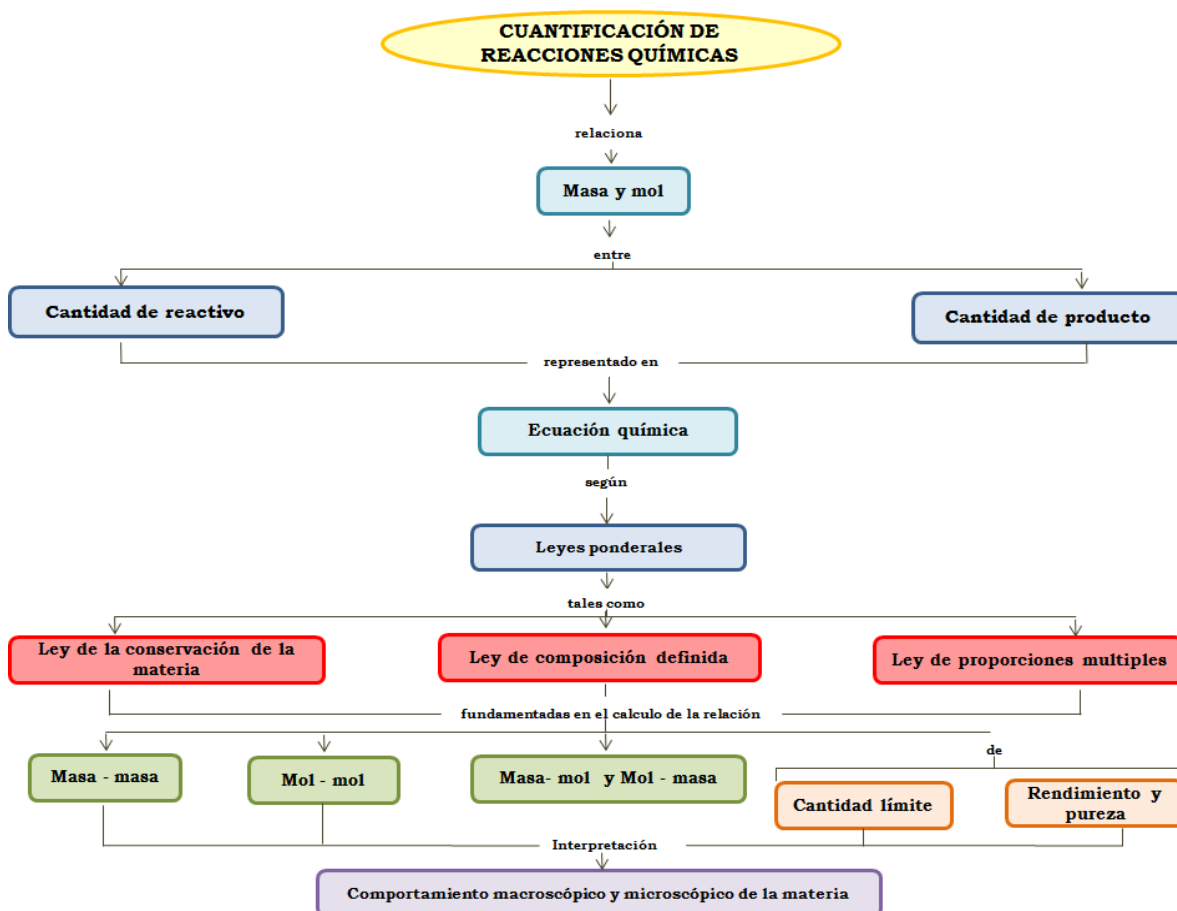 CUANTIFICACIÓN DE
REACCIONES QUÍMICAS
relaciona
Masa y mol
entre
Cantidad de reactivo
Cantidad de producto
representado en
Ecuación química
según
Leyes ponderales
tales como
Ley de la conservación de la
materia
Ley de composición definida
Ley de proporciones multiples
fundamentadas en el calculo de la relación
de
Masa - masa
Mol - mol
Masa- mol y Mol - masa
Cantidad límite
Rendimiento y
pureza
Interpretación
Comportamiento macroscópico y microscópico de la materia